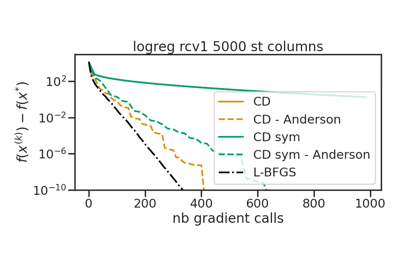 logreg rcv1 5000 st columns
f(x^{(k)}) − f(x^*)
10^2
10^{−2}
10^{−6}
10^{−10}
CD
CD - Anderson
CD sym
CD sym - Anderson
L-BFGS
0 200 400 600 800 1000
nb gradient calls